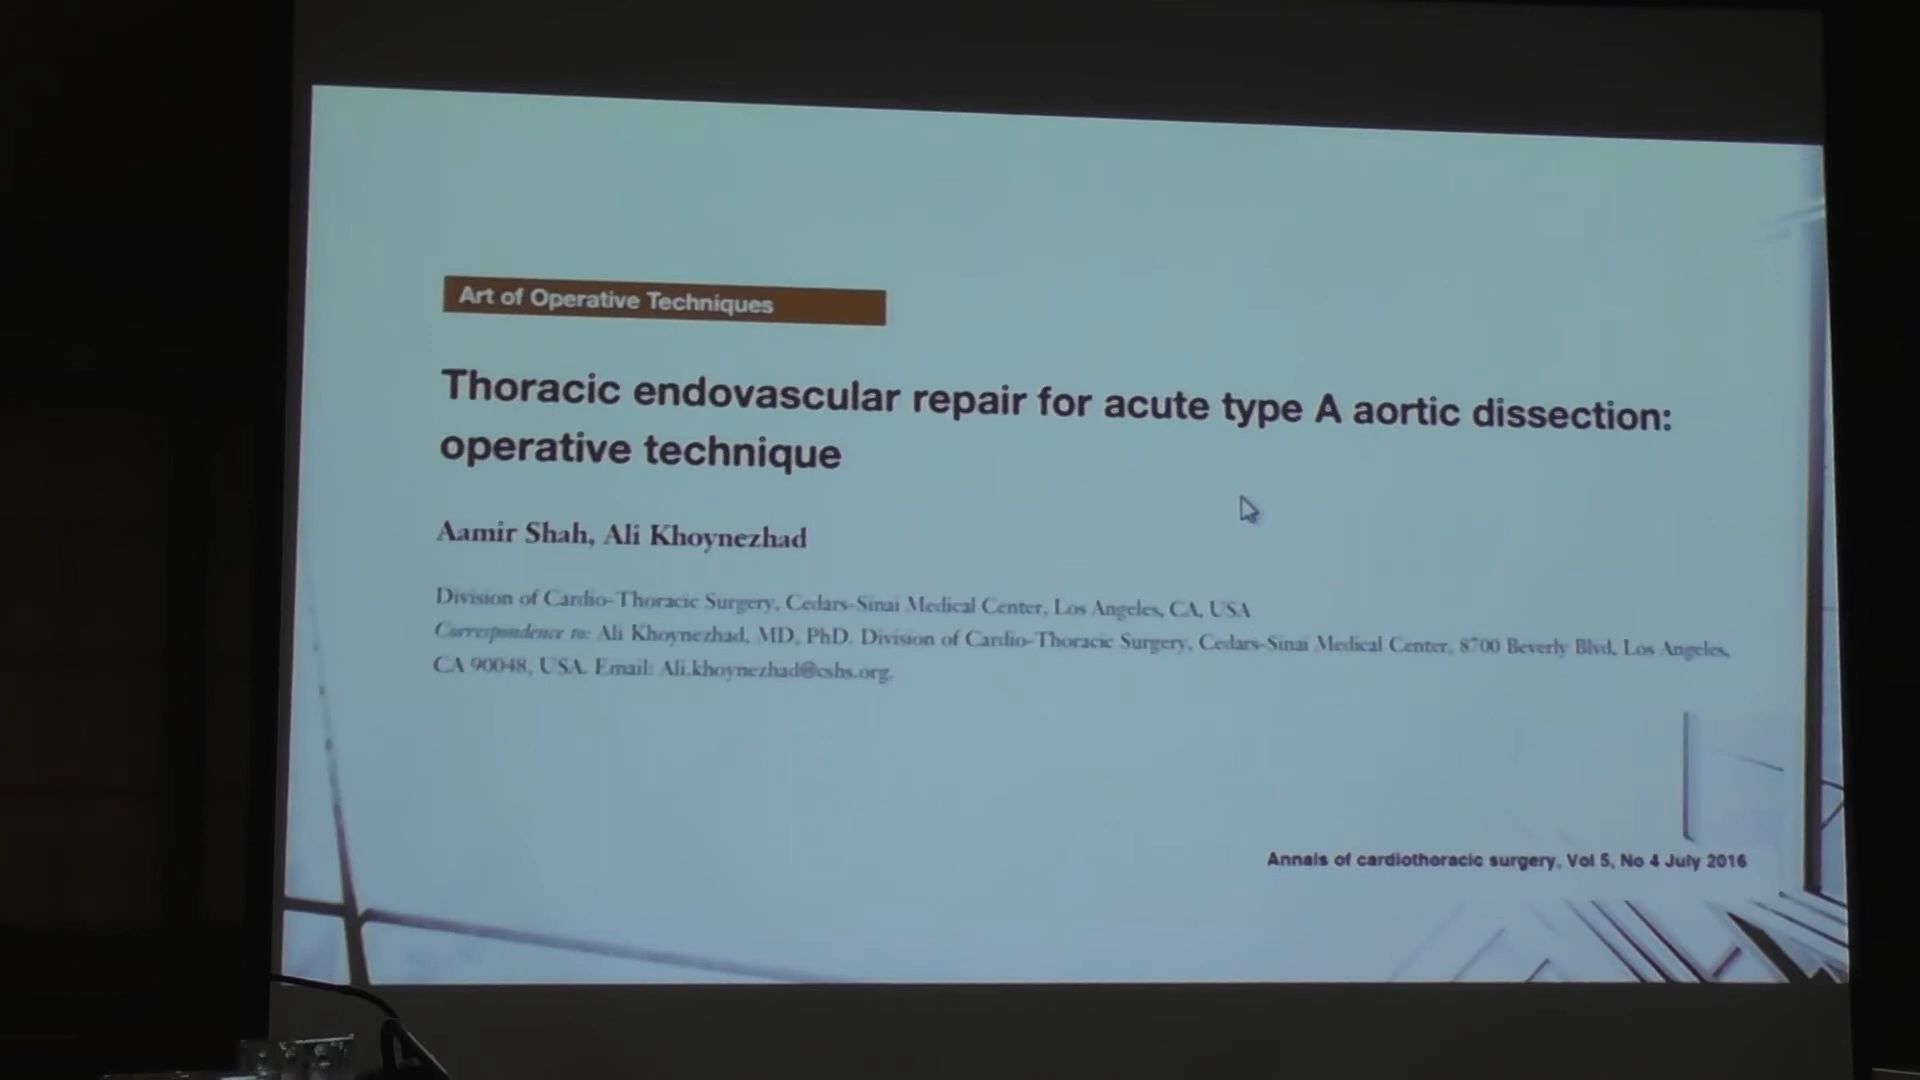 Art of Operative Techniques
Thoracic endovascular repair for acute type A aortic dissection:
operative technique
Aamir Shah, Ali Khoynezhad
Division of Cardio-Thoracic Surgery, Cedars-Sinai Medical Center, Los Angeles, CA, USA
Correspondence to: Ali Khoynezhad, MD, PhD. Division of Cardio-Thoracic Surgery, Cedars-Sinai Medical Center, 8700 Beverly Blvd, Los Angeles,
CA 90048, USA. Email: Ali.khoynezhad@cshs.org.
Annals of cardiothoracic surgery, Vol 5, No 4 July 2016